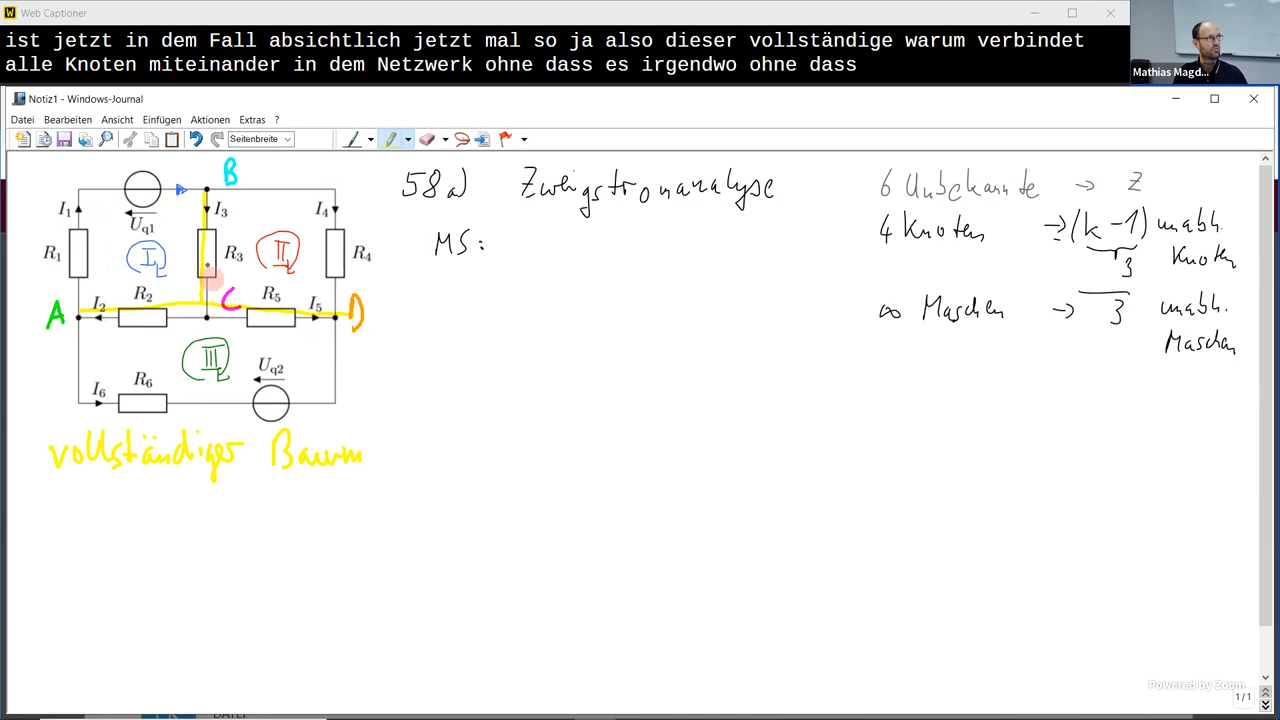 Web Captioner
ist jetzt in dem Fall absichtlich jetzt mal so ja also dieser vollständige warum verbindet
alle Knoten miteinander in dem Netzwerk ohne dass es irgendwo ohne dass
Mathias Magd...
Notiz1 - Windows-Journal
Datei Bearbeiten Ansicht Einfügen Aktionen Extras ?
Seitenbreite
B
I1
Uq1
I3
I4
R1
I
R3
II
R4
A
I2
R2
C
R5
I5
D
III
I6
R6
Uq2
vollständiger Baum
58a) Zweigstromanalyse
MS:
6 Unbekannte → Z
4 Knoten → (k - 1) unabh.
3 Knoten
∞ Maschen → 3 unabh.
Maschen
Powered by Zoom
1/1
DATEI